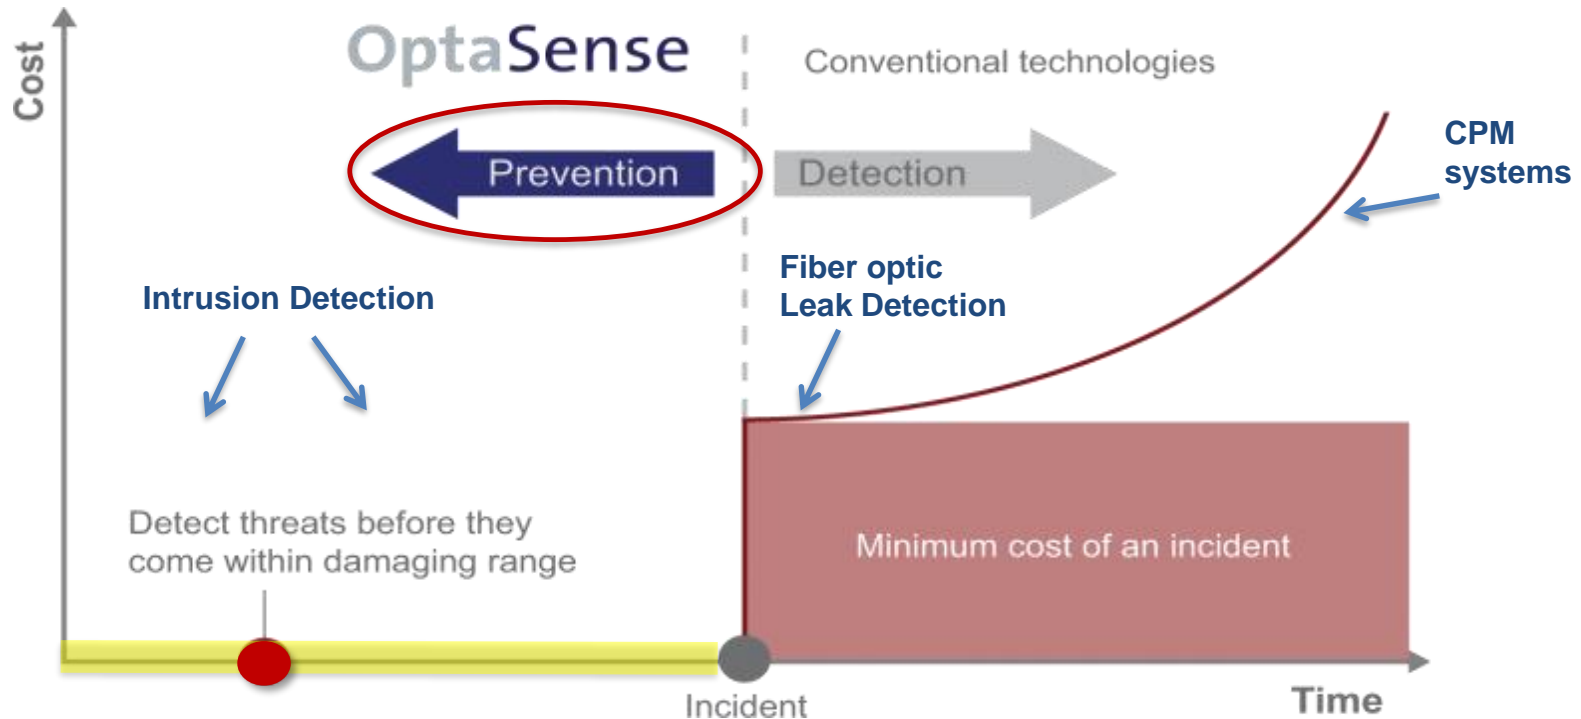 Cost
OptaSense
Conventional technologies
Prevention
Detection
CPM
systems
Intrusion Detection
Fiber optic
Leak Detection
Detect threats before they
come within damaging range
Minimum cost of an incident
Incident
Time